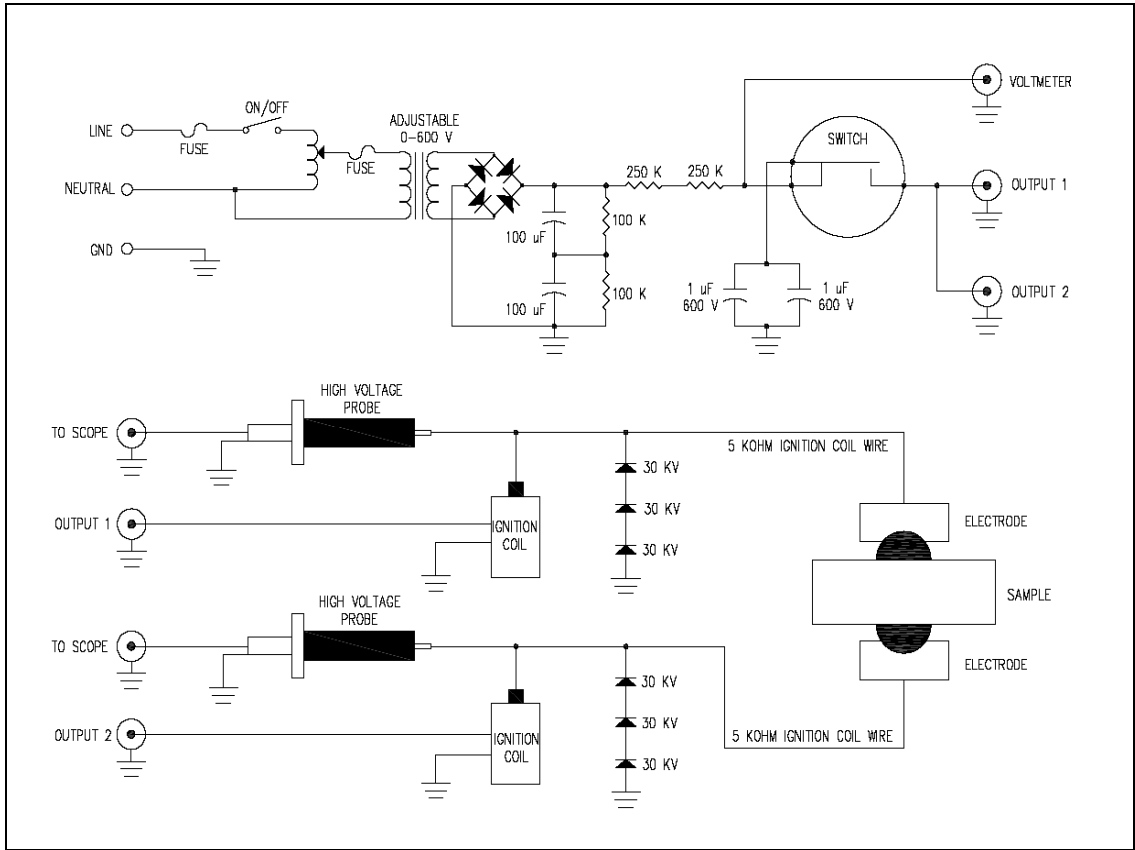 VOLTMETER
ON/OFF
LINE
FUSE
ADJUSTABLE
0-600 V
SWITCH
FUSE
NEUTRAL
250 K
250 K
OUTPUT 1
100 K
100 uF
GND
100 K
100 uF
1 uF
600 V
1 uF
600 V
OUTPUT 2
HIGH VOLTAGE
PROBE
TO SCOPE
5 KOHM IGNITION COIL WIRE
30 KV
30 KV
30 KV
OUTPUT 1
IGNITION
COIL
ELECTRODE
SAMPLE
HIGH VOLTAGE
PROBE
TO SCOPE
ELECTRODE
30 KV
30 KV
30 KV
OUTPUT 2
IGNITION
COIL
5 KOHM IGNITION COIL WIRE